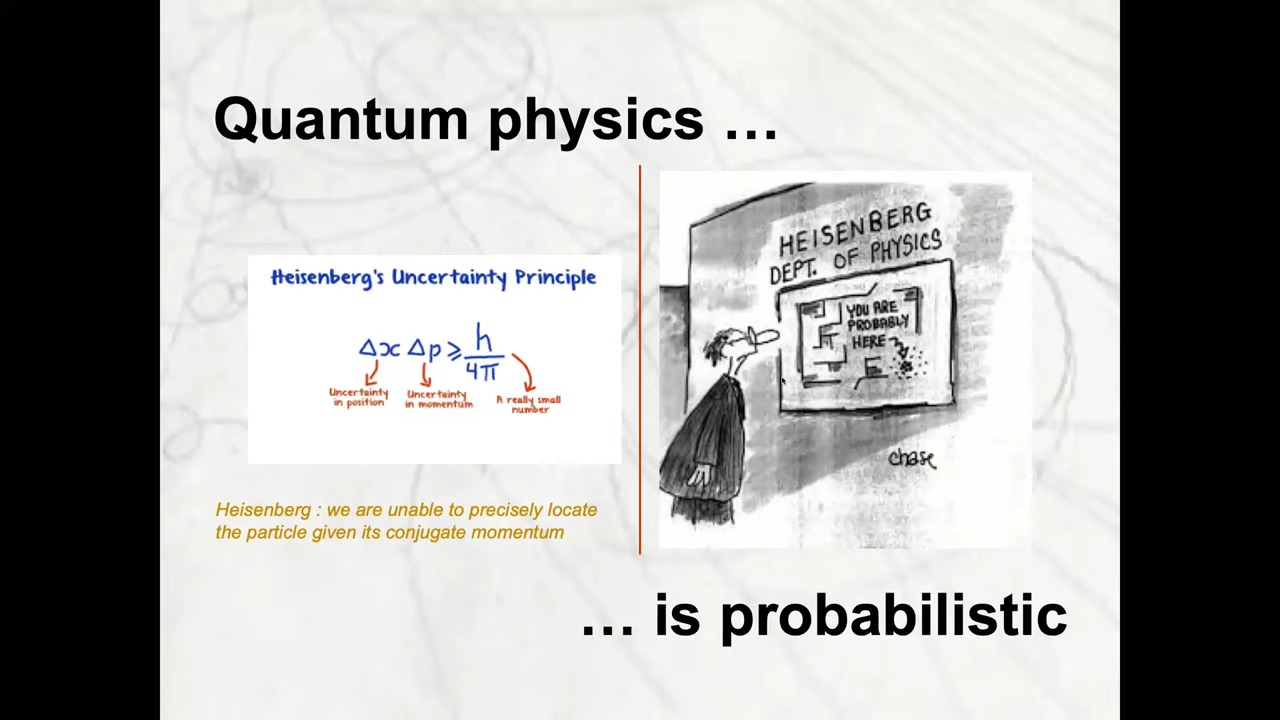 Quantum physics …
Heisenberg's Uncertainty Principle
Δx Δp ≥ h/4π
Uncertainty
in position
Uncertainty
in momentum
A really small
number
Heisenberg : we are unable to precisely locate
the particle given its conjugate momentum
HEISENBERG
DEPT. OF PHYSICS
YOU ARE
PROBABLY
HERE
chase
… is probabilistic